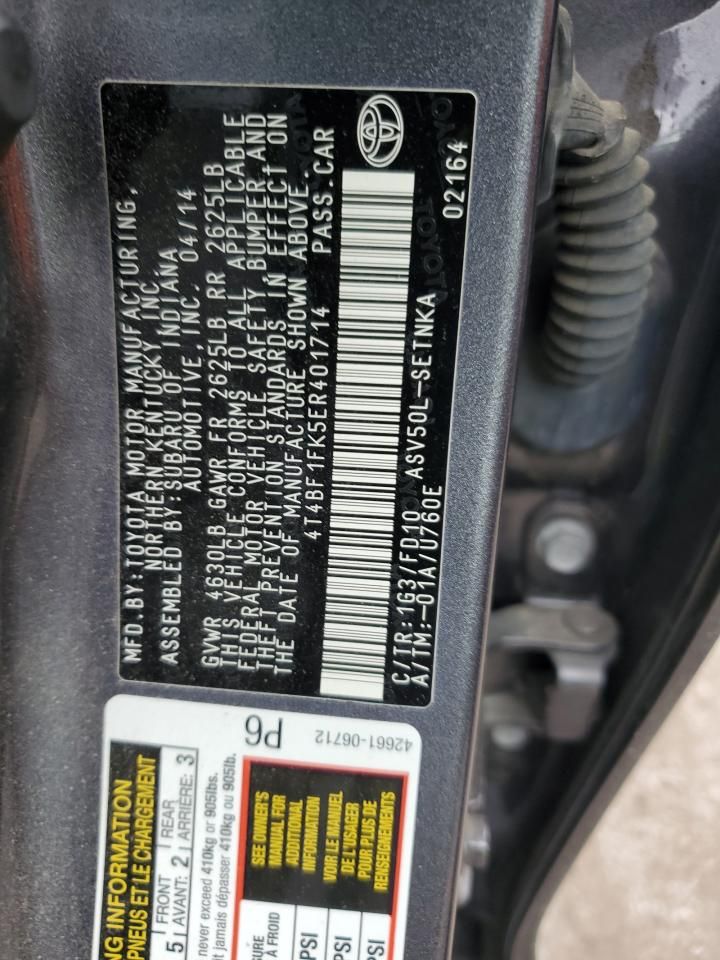 MFD. BY: TOYOTA MOTOR MANUFACTURING,
NORTHERN KENTUCKY INC.
ASSEMBLED BY: SUBARU OF INDIANA
AUTOMOTIVE, INC. 04/14
GVWR 4630LB GAWR FR 2625LB RR 2625LB
THIS VEHICLE CONFORMS TO ALL APPLICABLE
FEDERAL MOTOR VEHICLE SAFETY, BUMPER, AND
THEFT PREVENTION STANDARDS IN EFFECT ON
THE DATE OF MANUFACTURE SHOWN ABOVE.
4T4BF1FK5ER401714 PASS.CAR
C/TR: 1G3 / FD10 ASV50L-SETNKA
A/TM: -01A/U760E
02164
P6
42661-06712
NG INFORMATION
PNEUS ET LE CHARGEMENT
5 FRONT 2 REAR 3
AVANT: ARRIÈRE:
never exceed 410kg or 905lbs.
it jamais dépasser 410kg ou 905lb.
SURE
À FROID
PSI
PSI
PSI
SEE OWNER'S
MANUAL FOR
ADDITIONAL
INFORMATION
VOIR LE MANUEL
DE L'USAGER
POUR PLUS DE
RENSEIGNEMENTS